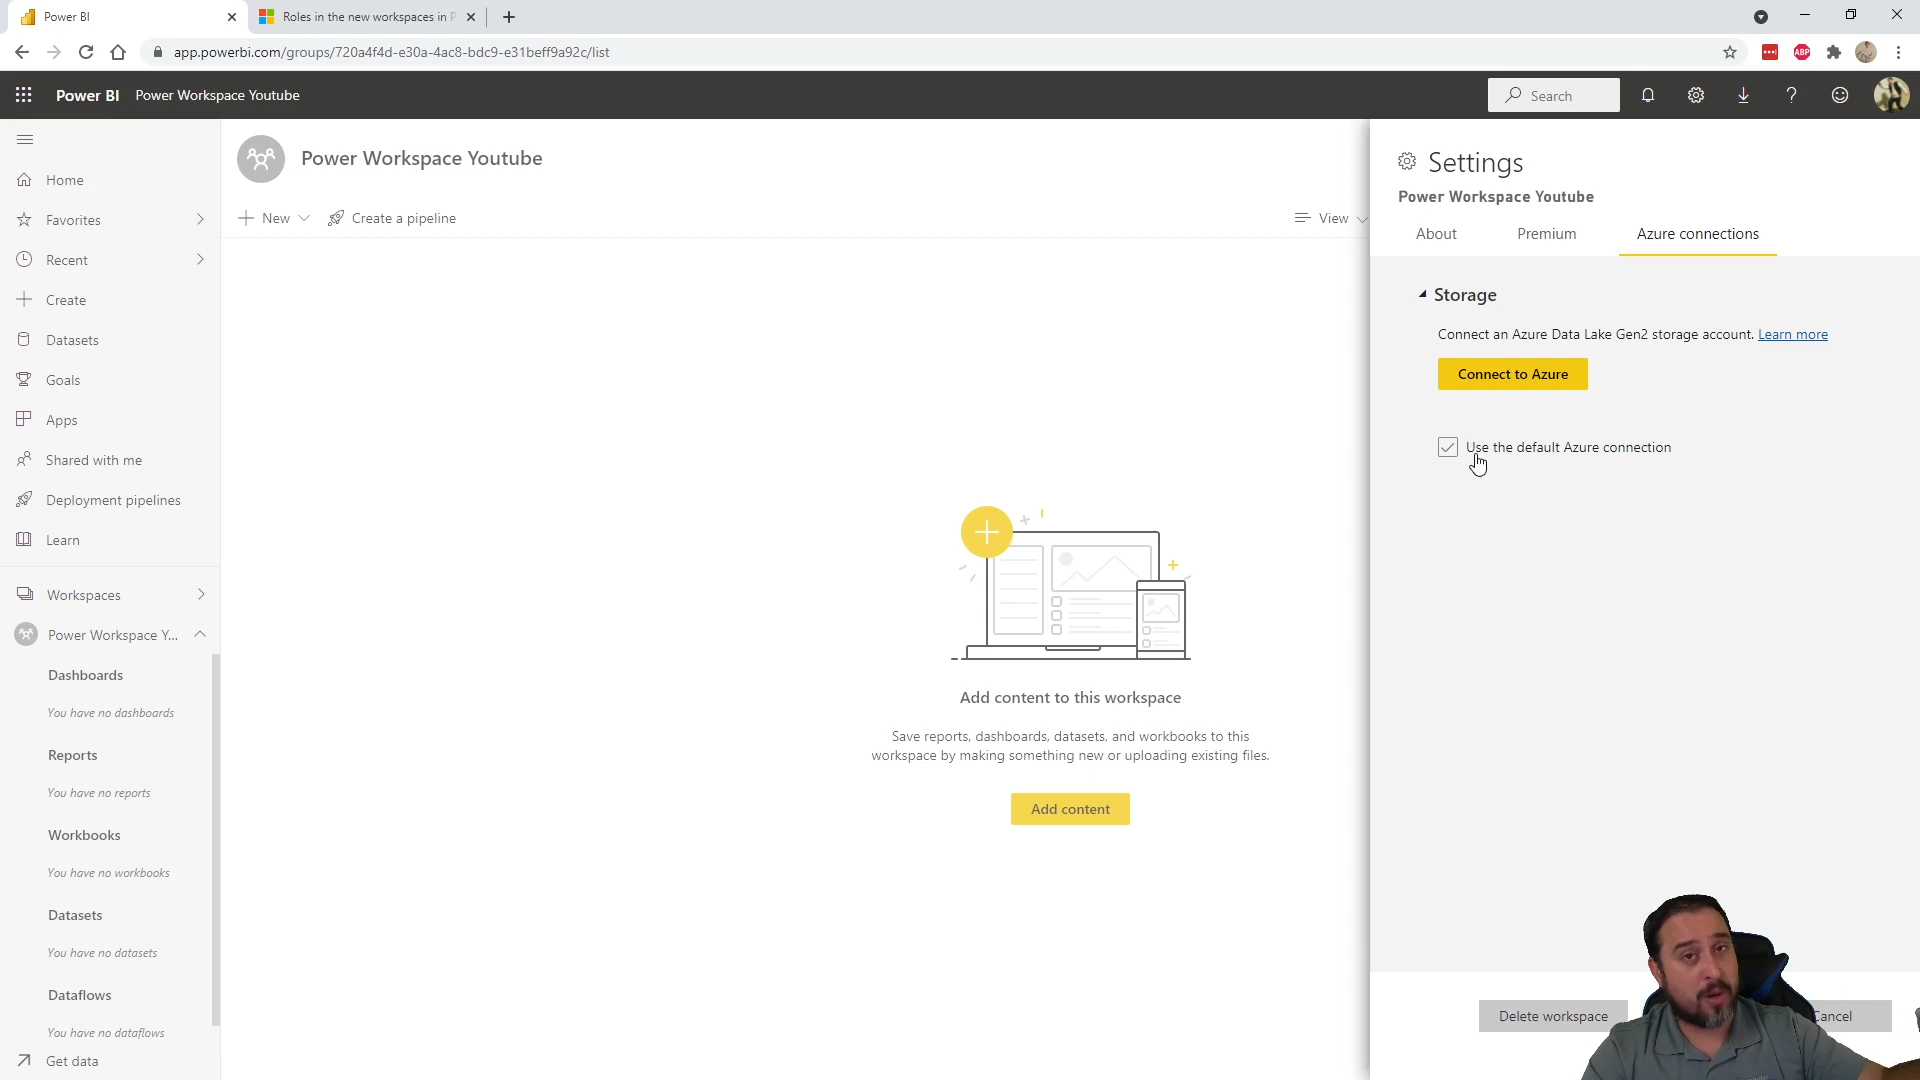 Power BI
Roles in the new workspaces in P
app.powerbi.com/groups/720a4f4d-e30a-4ac8-bdc9-e31beff9a92c/list
ABP
Power BI Power Workspace Youtube
Search
Home
Favorites
Recent
Create
Datasets
Goals
Apps
Shared with me
Deployment pipelines
Learn
Workspaces
Power Workspace Y...
Dashboards
You have no dashboards
Reports
You have no reports
Workbooks
You have no workbooks
Datasets
You have no datasets
Dataflows
You have no dataflows
Get data
Power Workspace Youtube
New
Create a pipeline
View
Add content to this workspace
Save reports, dashboards, datasets, and workbooks to this
workspace by making something new or uploading existing files.
Add content
Settings
Power Workspace Youtube
About Premium Azure connections
Storage
Connect an Azure Data Lake Gen2 storage account. Learn more
Connect to Azure
Use the default Azure connection
Delete workspace
Cancel